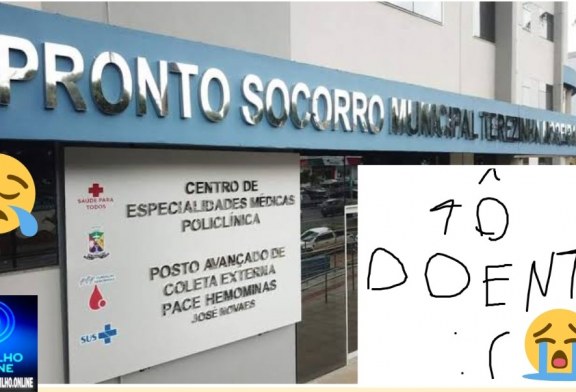 PRONTO SOCORRO MUNICIPAL TEREZINHA
SAÚDE PARA TODOS
CENTRO DE
ESPECIALIDADES MÉDICAS
POLICLÍNICA
POSTO AVANÇADO DE
COLETA EXTERNA
PACE HEMOMINAS
JOSÉ NOVAES
SUS
TÔ
DOENT
:(
ONLINE